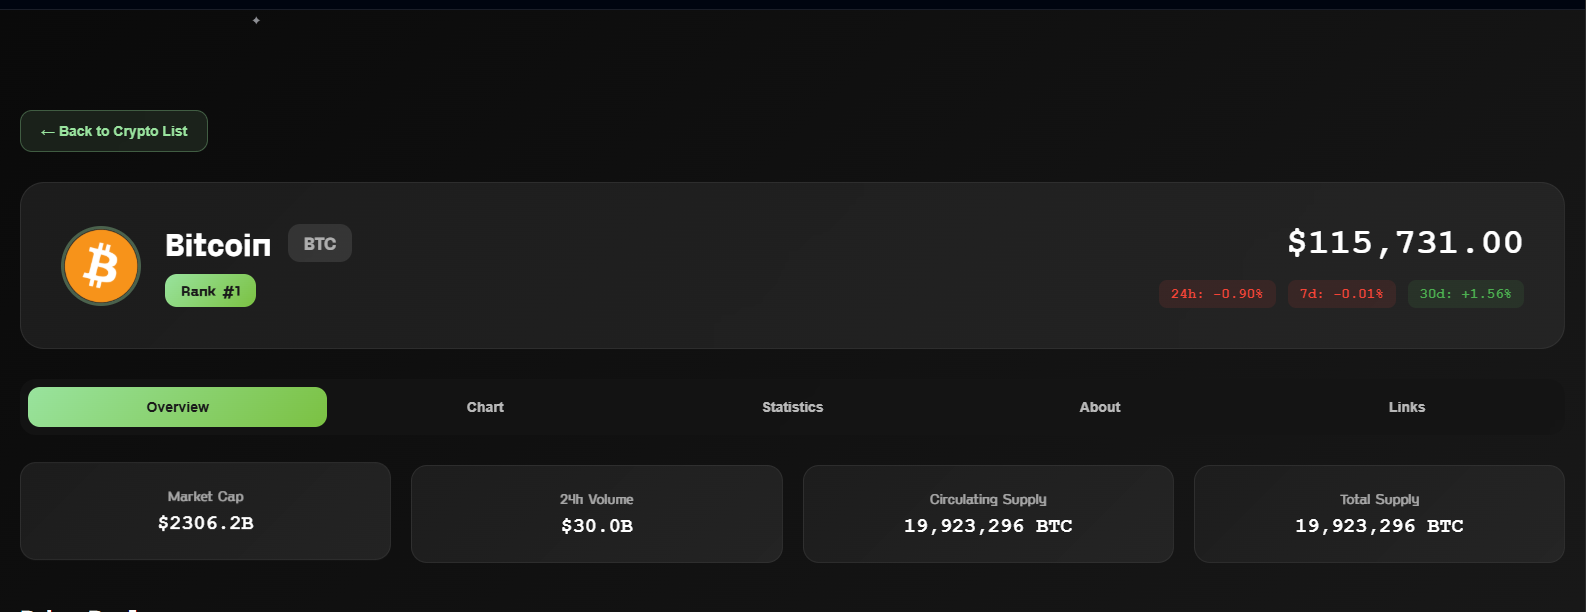 ← Back to Crypto List
Bitcoin BTC
Rank #1
$115,731.00
24h: -0.90% 7d: -0.01% 30d: +1.56%
Overview Chart Statistics About Links
Market Cap
$2306.2B
24h Volume
$30.0B
Circulating Supply
19,923,296 BTC
Total Supply
19,923,296 BTC